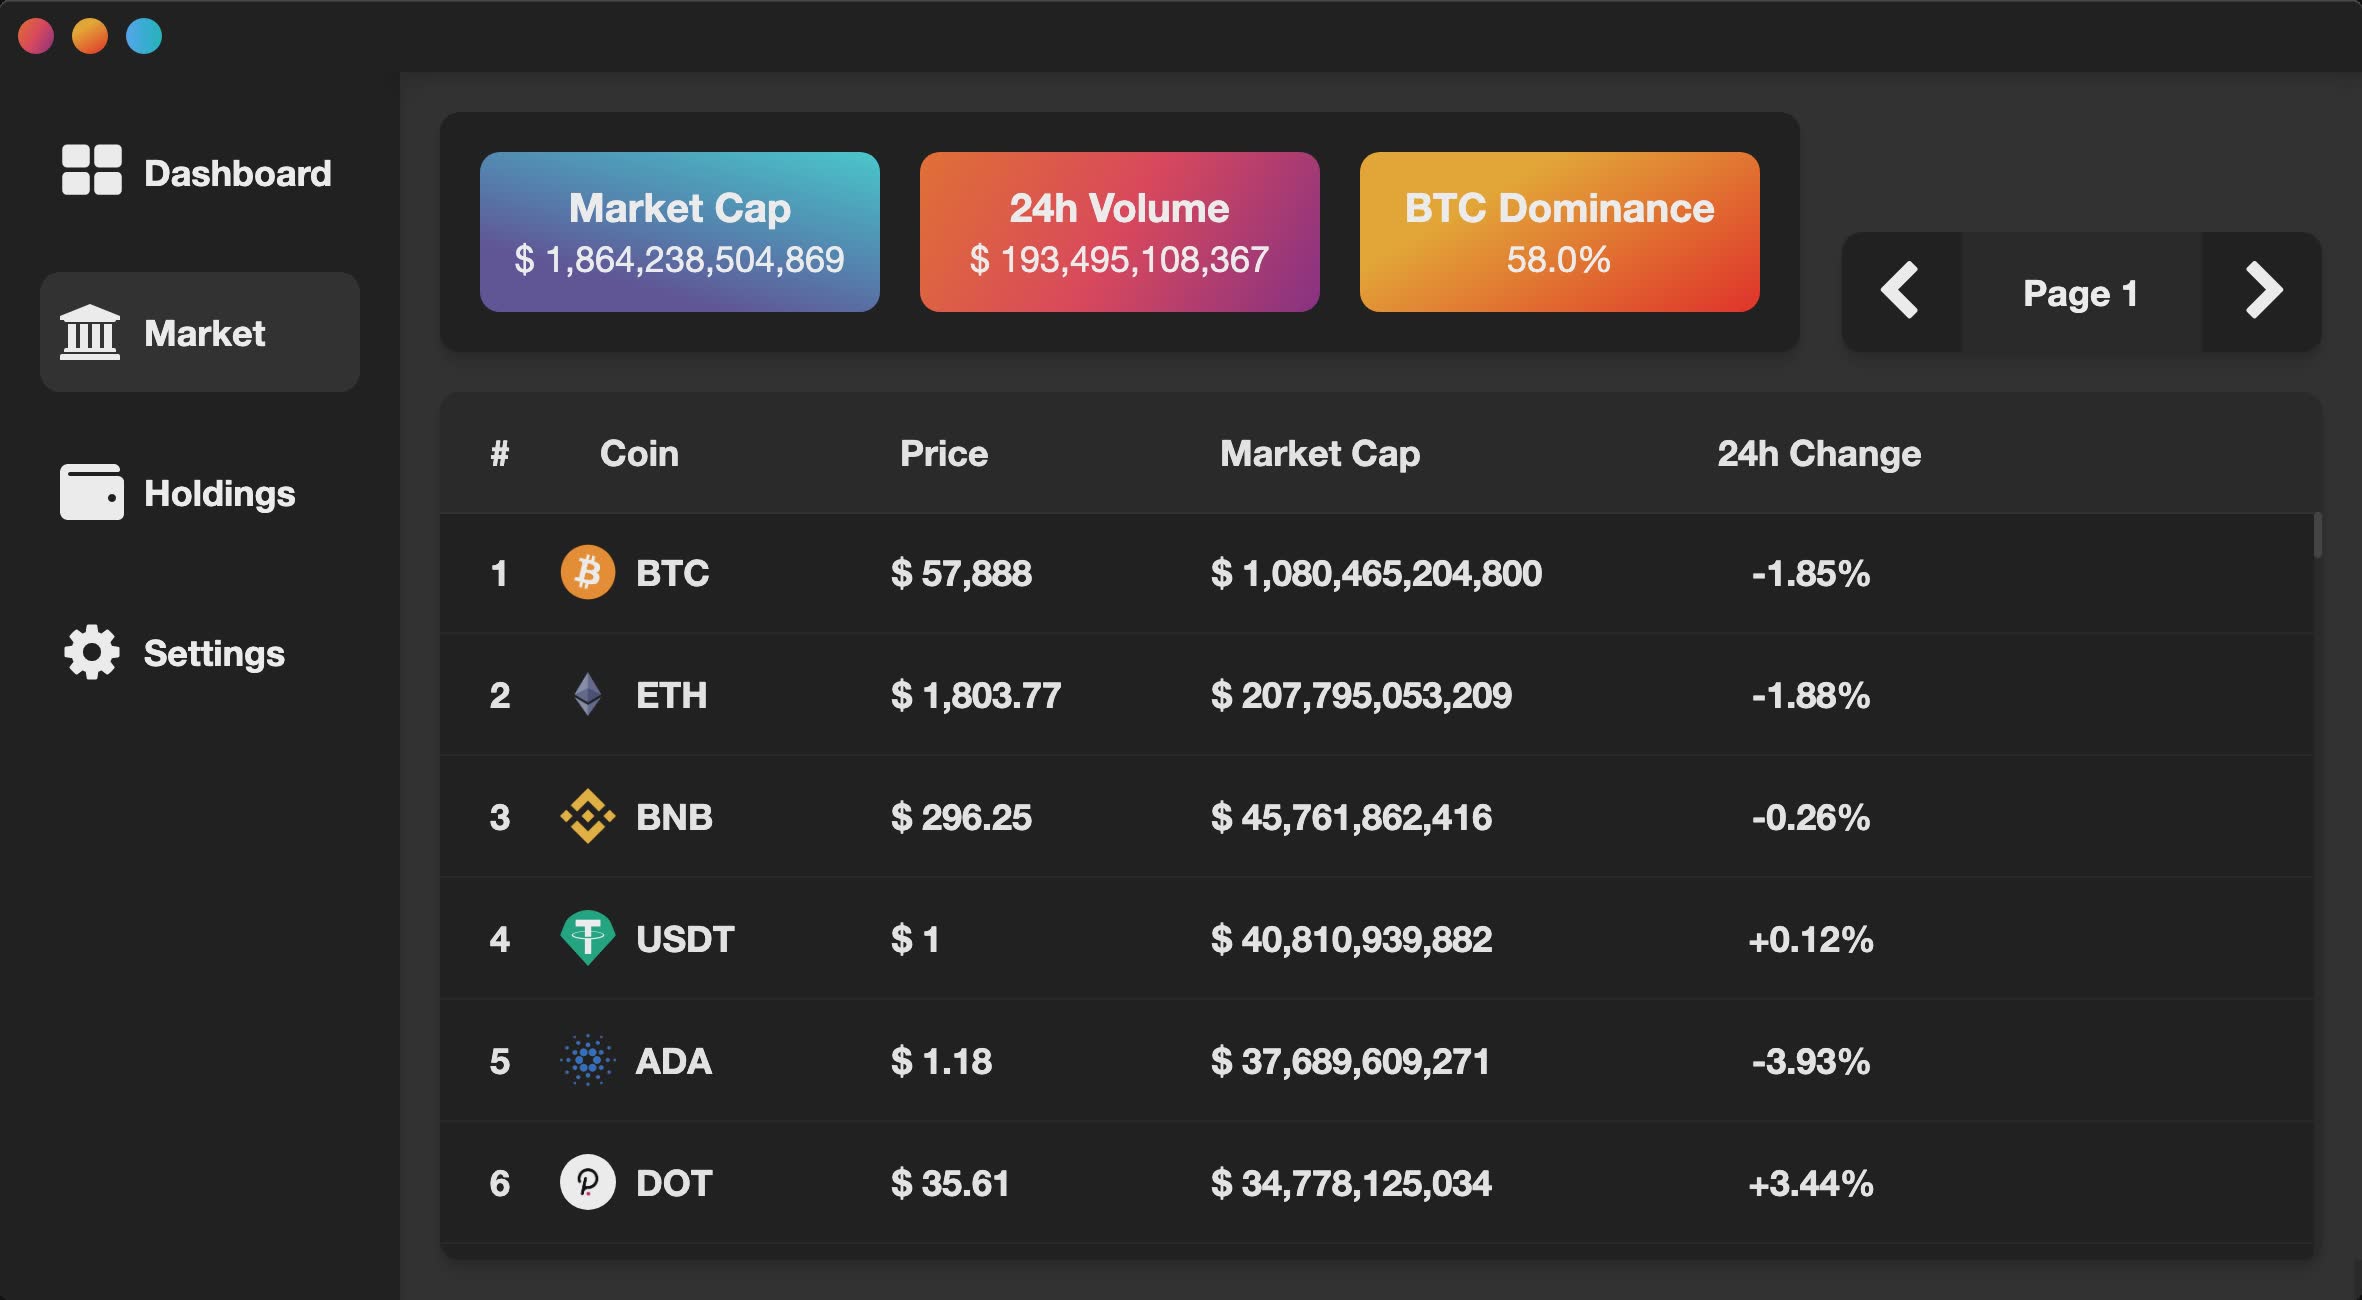 Dashboard
Market
Holdings
Settings
Market Cap
$ 1,864,238,504,869
24h Volume
$ 193,495,108,367
BTC Dominance
58.0%
Page 1
# Coin Price Market Cap 24h Change
1 BTC $ 57,888 $ 1,080,465,204,800 -1.85%
2 ETH $ 1,803.77 $ 207,795,053,209 -1.88%
3 BNB $ 296.25 $ 45,761,862,416 -0.26%
4 USDT $ 1 $ 40,810,939,882 +0.12%
5 ADA $ 1.18 $ 37,689,609,271 -3.93%
6 DOT $ 35.61 $ 34,778,125,034 +3.44%